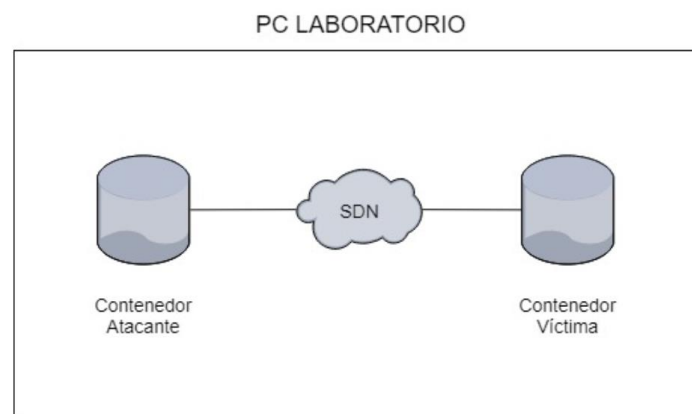 PC LABORATORIO
SDN
Contenedor
Atacante
Contenedor
Víctima